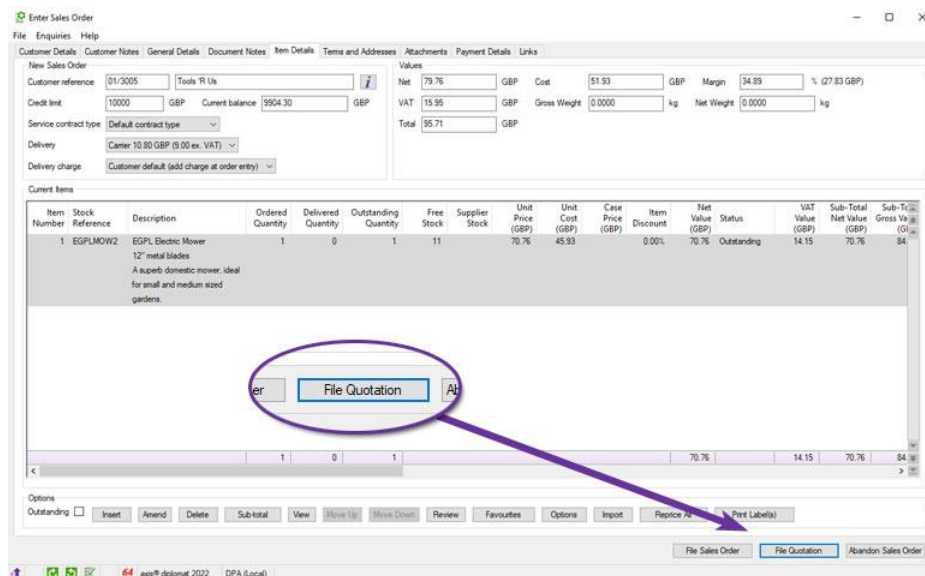 Enter Sales Order
File Enquiries Help
Customer Details Customer Notes General Details Document Notes Item Details Terms and Addresses Attachments Payment Details Links
New Sales Order
Values
Customer reference 01/3005 Tools 'R Us i Net 79.76 GBP Cost 51.93 GBP Margin 34.89 % (27.83 GBP)
Credit limit 10000 GBP Current balance 9904.30 GBP VAT 15.95 GBP Gross Weight 0.0000 kg Net Weight 0.0000 kg
Service contract type Default contract type Total 95.71 GBP
Delivery Carrier 10.80 GBP (9.00 ex. VAT)
Delivery charge Customer default (add charge at order entry)
Current Items
Item Number Stock Reference Description Ordered Quantity Delivered Quantity Outstanding Quantity Free Stock Supplier Stock Unit Price (GBP) Unit Cost (GBP) Case Price (GBP) Item Discount Net Value (GBP) Status VAT Value (GBP) Sub-Total Net Value (GBP) Sub-To Gross Va (G
1 EGPLMOW2 EGPL Electric Mower 1 0 1 11 70.76 45.93 0.00% 70.76 Outstanding 14.15 70.76 84.
12" metal blades
A superb domestic mower, ideal
for small and medium sized
gardens.
er File Quotation Ab
1 0 1 70.76 14.15 70.76 84.
Options
Outstanding Insert Amend Delete Sub-total View Move Up Move Down Review Favourites Options Import Reprice All Print Label(s)
File Sales Order File Quotation Abandon Sales Order
64 axis® diplomat 2022 DPA (Local)